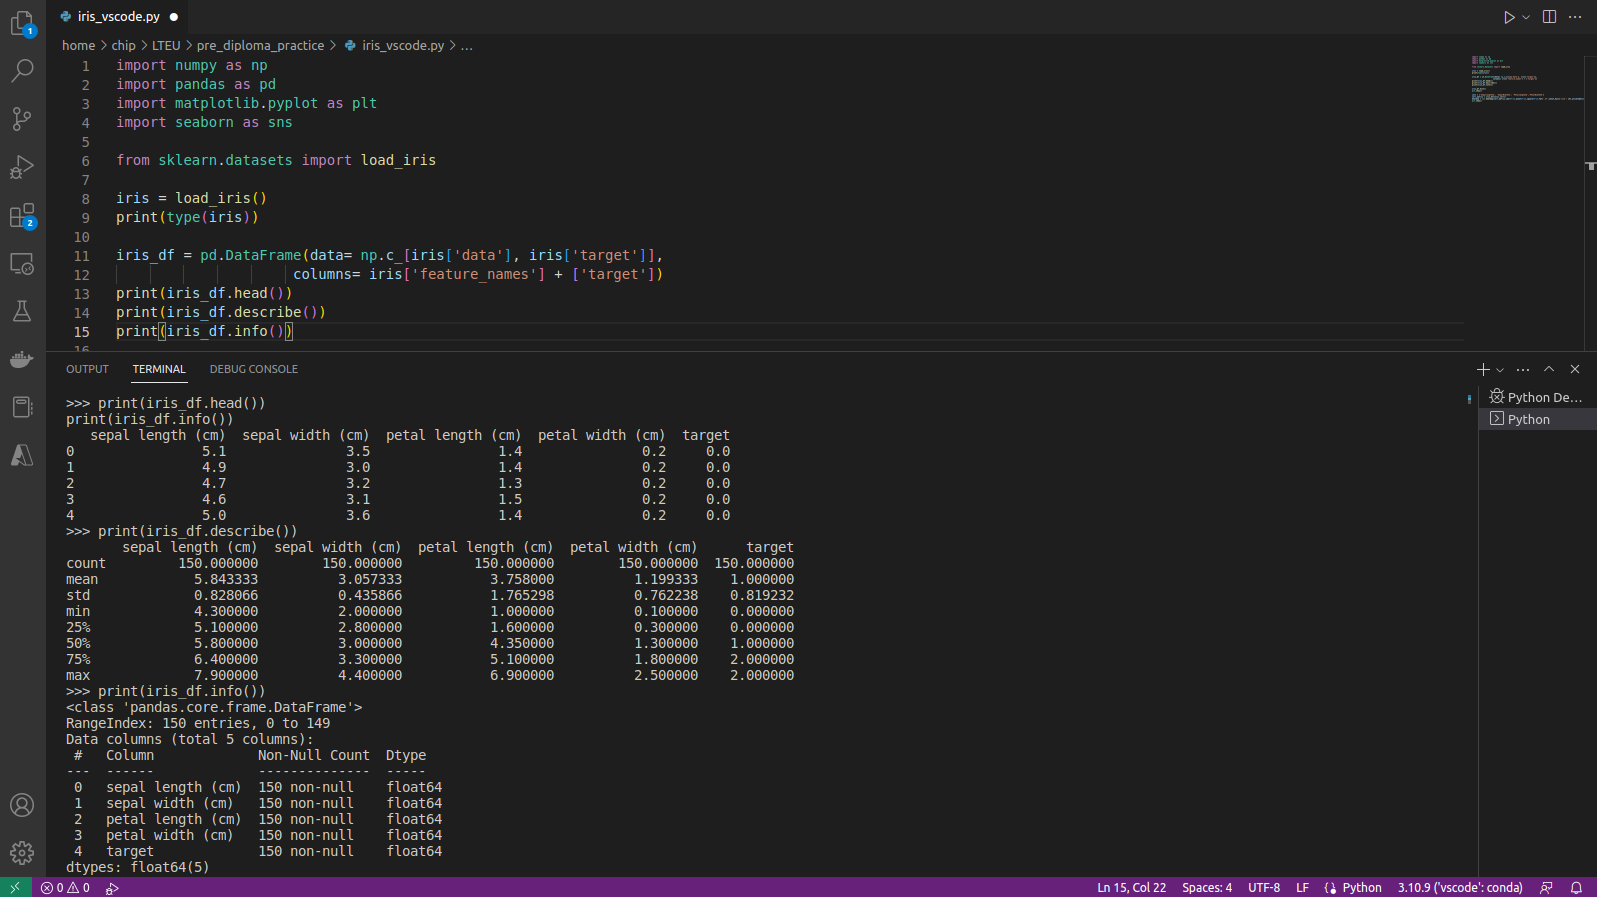 iris_vscode.py
home > chip > LTEU > pre_diploma_practice > iris_vscode.py > ...
1 import numpy as np
2 import pandas as pd
3 import matplotlib.pyplot as plt
4 import seaborn as sns
5
6 from sklearn.datasets import load_iris
7
8 iris = load_iris()
9 print(type(iris))
10
11 iris_df = pd.DataFrame(data= np.c_[iris['data'], iris['target']],
12                      columns= iris['feature_names'] + ['target'])
13 print(iris_df.head())
14 print(iris_df.describe())
15 print(iris_df.info())
16
1
2
OUTPUT TERMINAL DEBUG CONSOLE
Python De...
Python
>>> print(iris_df.head())
print(iris_df.info())
   sepal length (cm)  sepal width (cm)  petal length (cm)  petal width (cm)  target
0                5.1               3.5                1.4               0.2     0.0
1                4.9               3.0                1.4               0.2     0.0
2                4.7               3.2                1.3               0.2     0.0
3                4.6               3.1                1.5               0.2     0.0
4                5.0               3.6                1.4               0.2     0.0
>>> print(iris_df.describe())
       sepal length (cm)  sepal width (cm)  petal length (cm)  petal width (cm)      target
count         150.000000        150.000000         150.000000        150.000000  150.000000
mean            5.843333          3.057333           3.758000          1.199333    1.000000
std             0.828066          0.435866           1.765298          0.762238    0.819232
min             4.300000          2.000000           1.000000          0.100000    0.000000
25%             5.100000          2.800000           1.600000          0.300000    0.000000
50%             5.800000          3.000000           4.350000          1.300000    1.000000
75%             6.400000          3.300000           5.100000          1.800000    2.000000
max             7.900000          4.400000           6.900000          2.500000    2.000000
>>> print(iris_df.info())
<class 'pandas.core.frame.DataFrame'>
RangeIndex: 150 entries, 0 to 149
Data columns (total 5 columns):
 #   Column             Non-Null Count  Dtype
---  ------             --------------  -----
 0   sepal length (cm)  150 non-null    float64
 1   sepal width (cm)   150 non-null    float64
 2   petal length (cm)  150 non-null    float64
 3   petal width (cm)   150 non-null    float64
 4   target             150 non-null    float64
dtypes: float64(5)
0 0 Ln 15, Col 22 Spaces: 4 UTF-8 LF Python 3.10.9 ('vscode': conda)